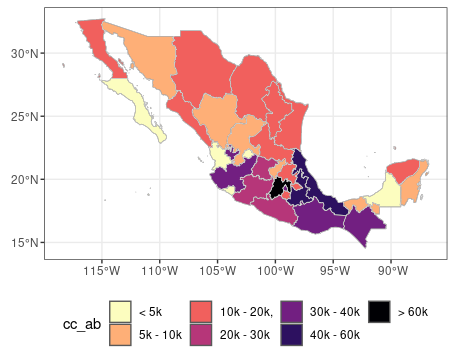 30°N
25°N
20°N
15°N
115°W 110°W 105°W 100°W 95°W 90°W
cc_ab
< 5k 10k - 20k, 30k - 40k > 60k
5k - 10k 20k - 30k 40k - 60k